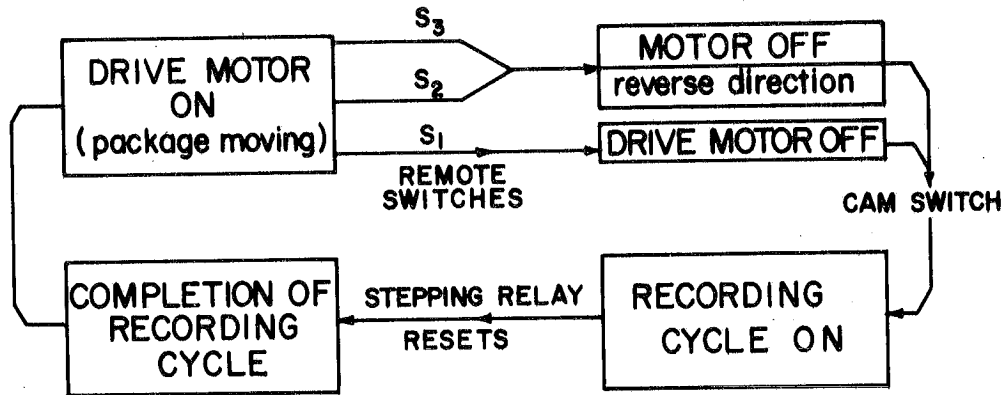 DRIVE MOTOR
ON
(package moving)
S3
S2
S1
REMOTE
SWITCHES
MOTOR OFF
reverse direction
DRIVE MOTOR OFF
CAM SWITCH
RECORDING
CYCLE ON
STEPPING RELAY
RESETS
COMPLETION OF
RECORDING
CYCLE